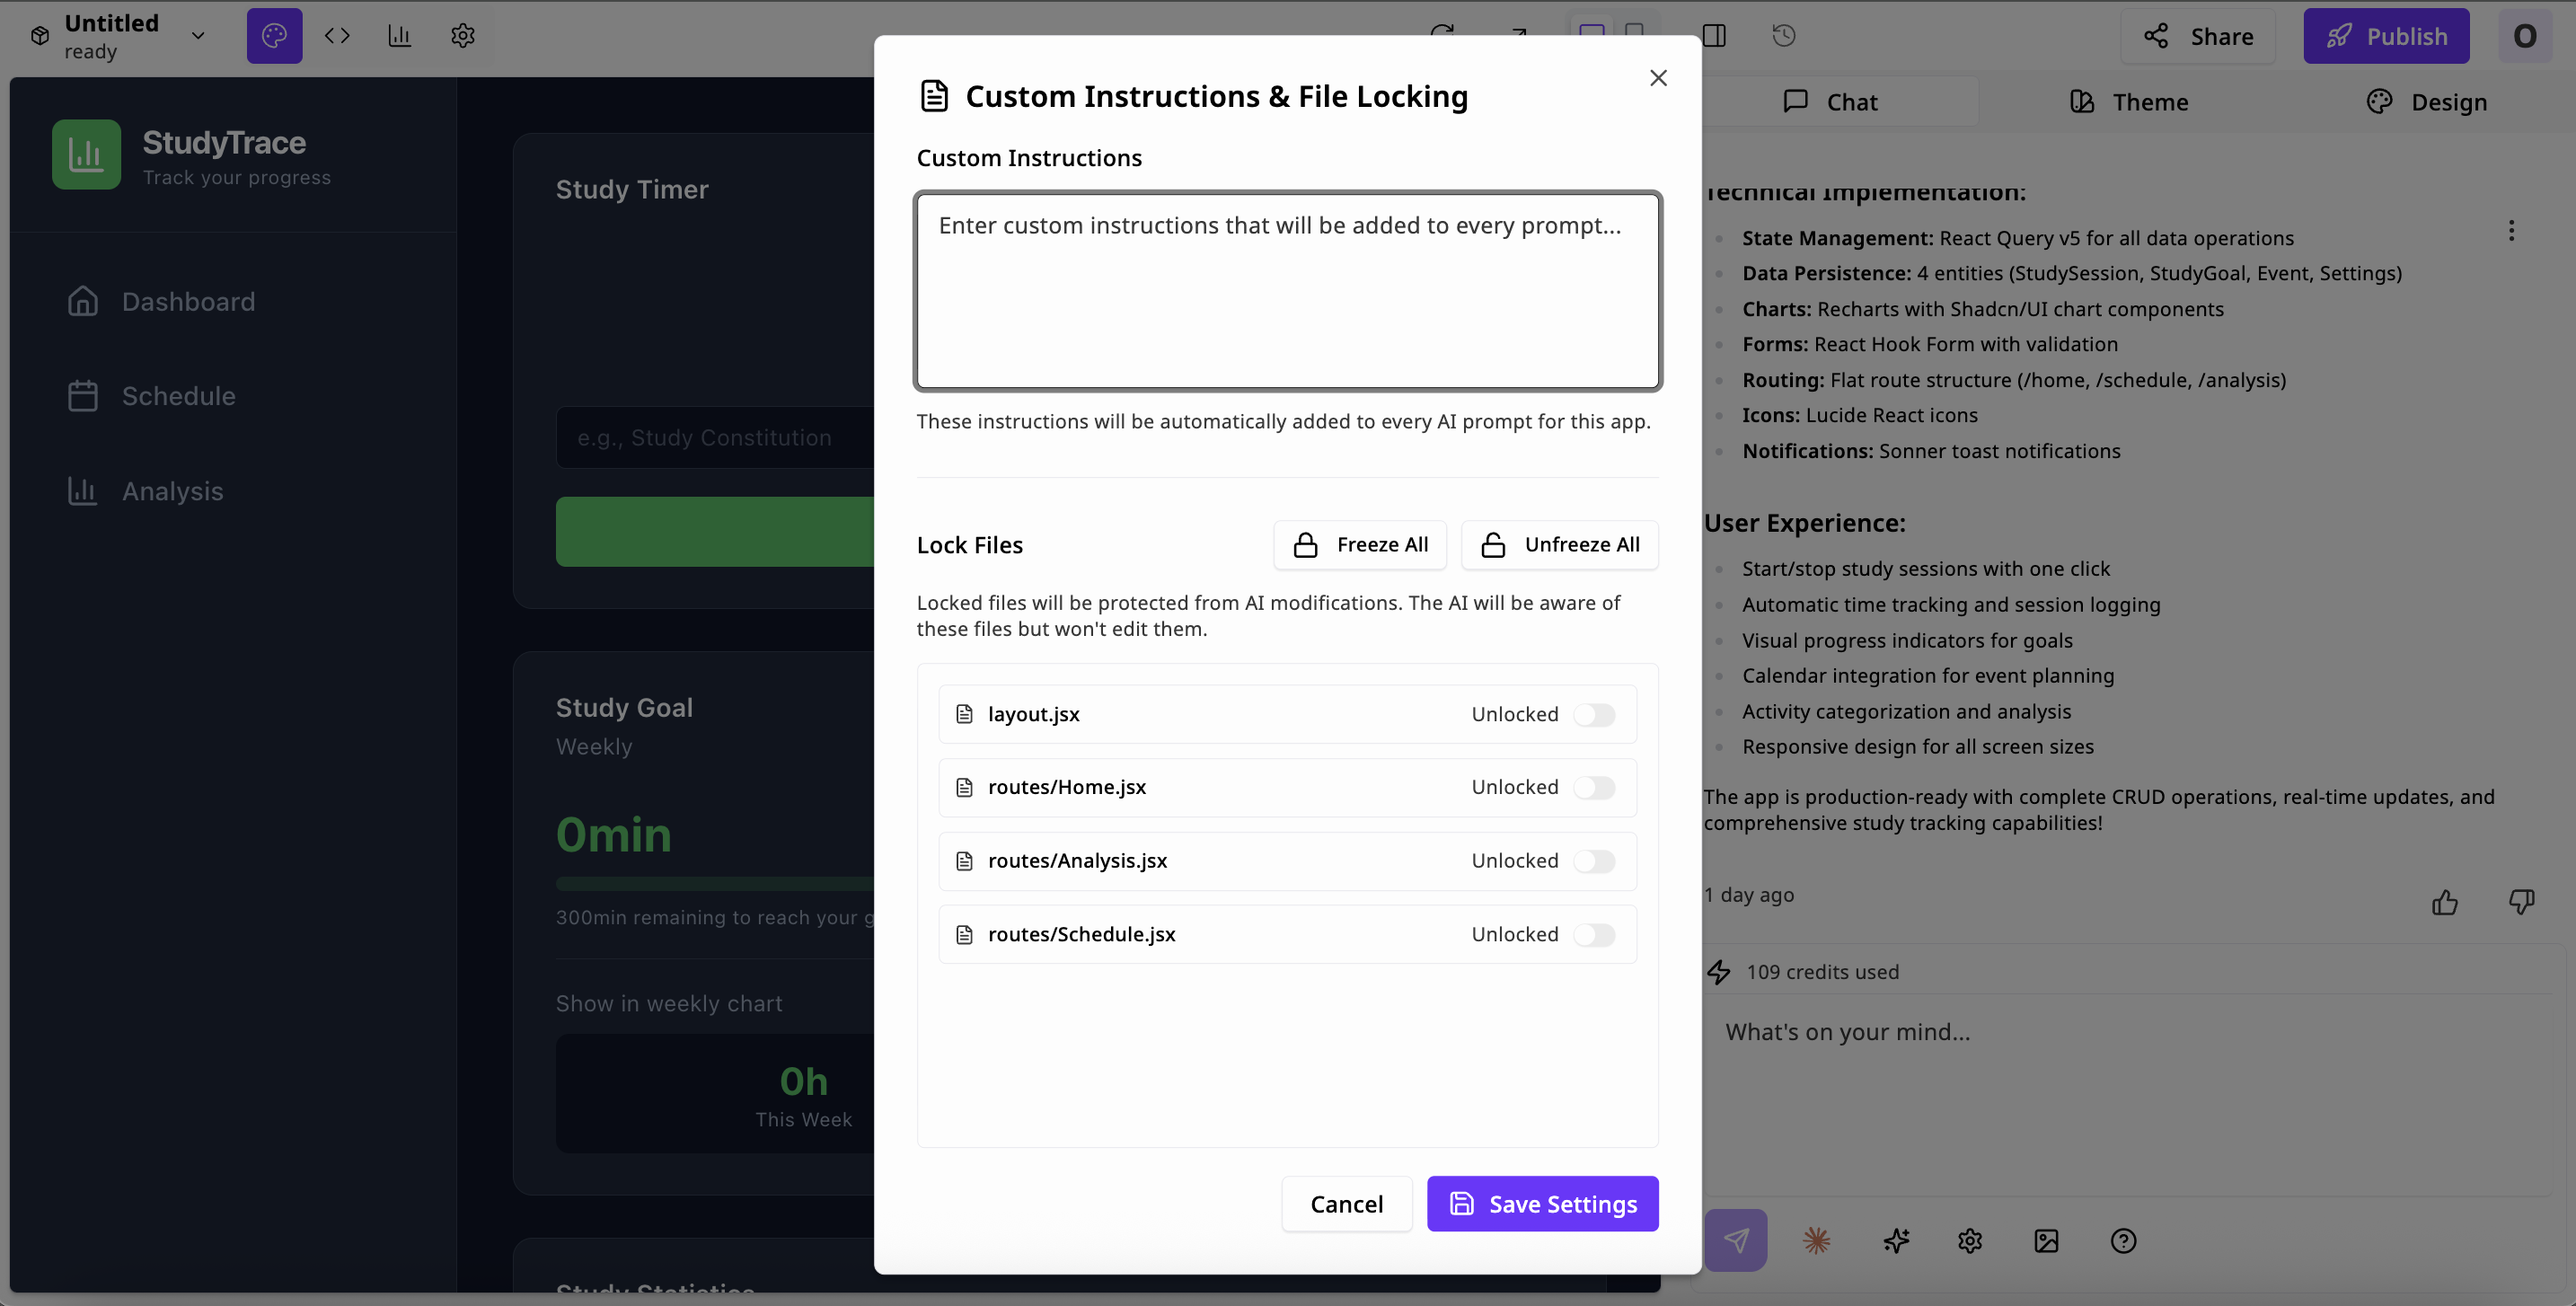 Untitled
ready
Share
Publish
O
StudyTrace
Track your progress
Dashboard
Schedule
Analysis
Study Timer
e.g., Study Constitution
Study Goal
Weekly
0min
300min remaining to reach your g
Show in weekly chart
0h
This Week
Study Statistics
Custom Instructions & File Locking
Custom Instructions
Enter custom instructions that will be added to every prompt...
These instructions will be automatically added to every AI prompt for this app.
Lock Files
Freeze All
Unfreeze All
Locked files will be protected from AI modifications. The AI will be aware of
these files but won't edit them.
layout.jsx Unlocked
routes/Home.jsx Unlocked
routes/Analysis.jsx Unlocked
routes/Schedule.jsx Unlocked
Cancel
Save Settings
Chat
Theme
Design
Technical Implementation:
State Management: React Query v5 for all data operations
Data Persistence: 4 entities (StudySession, StudyGoal, Event, Settings)
Charts: Recharts with Shadcn/UI chart components
Forms: React Hook Form with validation
Routing: Flat route structure (/home, /schedule, /analysis)
Icons: Lucide React icons
Notifications: Sonner toast notifications
User Experience:
Start/stop study sessions with one click
Automatic time tracking and session logging
Visual progress indicators for goals
Calendar integration for event planning
Activity categorization and analysis
Responsive design for all screen sizes
The app is production-ready with complete CRUD operations, real-time updates, and
comprehensive study tracking capabilities!
1 day ago
109 credits used
What's on your mind...